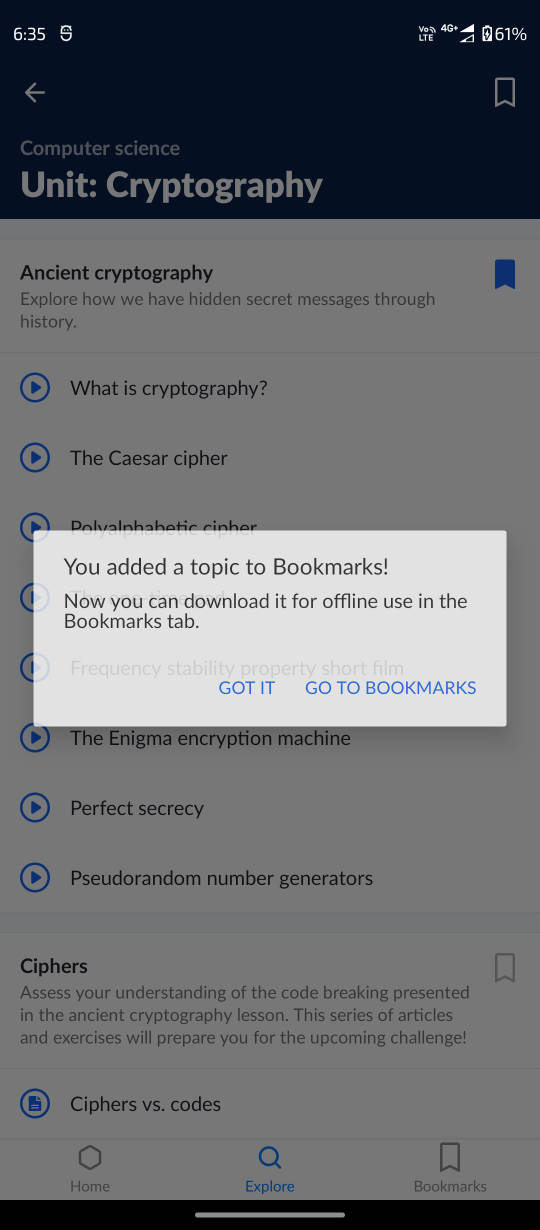 6:35
Vo)) LTE 4G+ 61%
Computer science
Unit: Cryptography
Ancient cryptography
Explore how we have hidden secret messages through
history.
What is cryptography?
The Caesar cipher
Polyalphabetic cipher
You added a topic to Bookmarks!
The one-time pad
Now you can download it for offline use in the
Bookmarks tab.
Frequency stability property short film
GOT IT
GO TO BOOKMARKS
The Enigma encryption machine
Perfect secrecy
Pseudorandom number generators
Ciphers
Assess your understanding of the code breaking presented
in the ancient cryptography lesson. This series of articles
and exercises will prepare you for the upcoming challenge!
Ciphers vs. codes
Home
Explore
Bookmarks